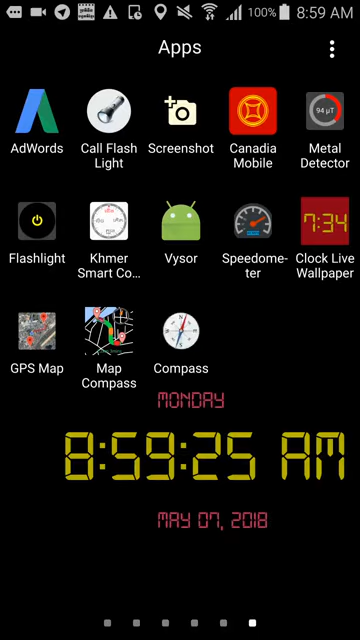 100% 8:59 AM
Apps
94 µT
AdWords
Call Flash
Light
Screenshot
Canadia
Mobile
Metal
Detector
7:34
Flashlight
Khmer
Smart Co...
Vysor
Speedome-
ter
Clock Live
Wallpaper
GPS Map
Map
Compass
Compass
MONDAY
8:59:25 AM
MAY 07, 2018